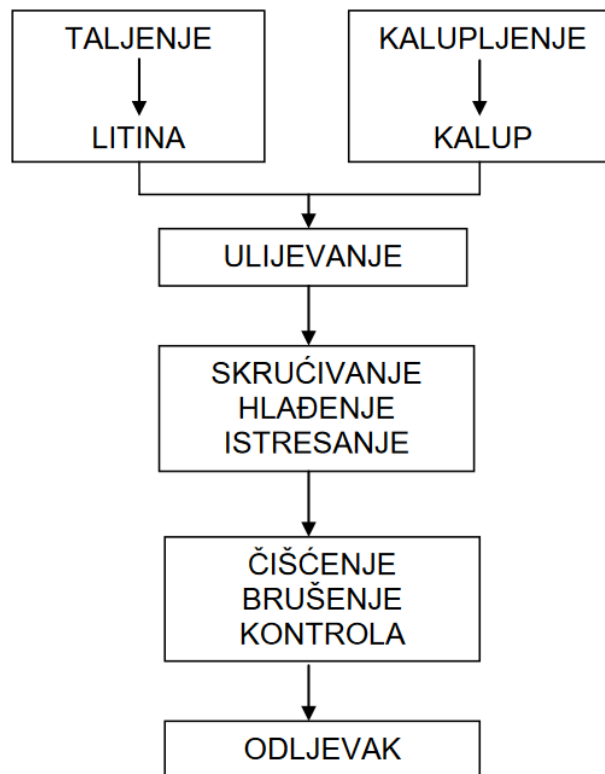 TALJENJE
LITINA
KALUPLJENJE
KALUP
ULIJEVANJE
SKRUĆIVANJE
HLAĐENJE
ISTRESANJE
ČIŠĆENJE
BRUŠENJE
KONTROLA
ODLJEVAK